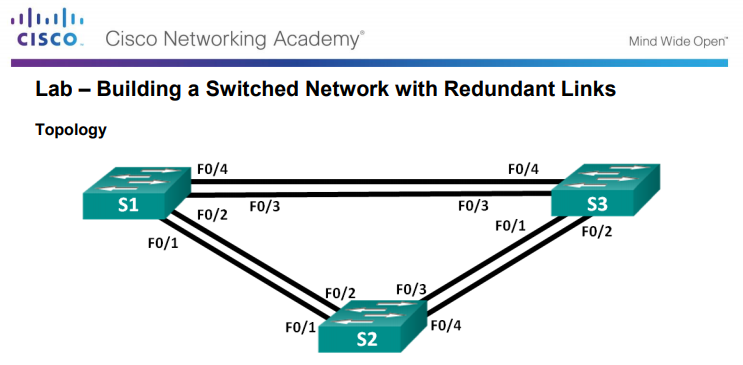 CISCO
Cisco Networking Academy®
Mind Wide Open™
Lab – Building a Switched Network with Redundant Links
Topology
F0/4 F0/4
S1 S3
F0/2 F0/3 F0/3 F0/1
F0/1 F0/2
F0/2 F0/3
F0/1 F0/4
S2